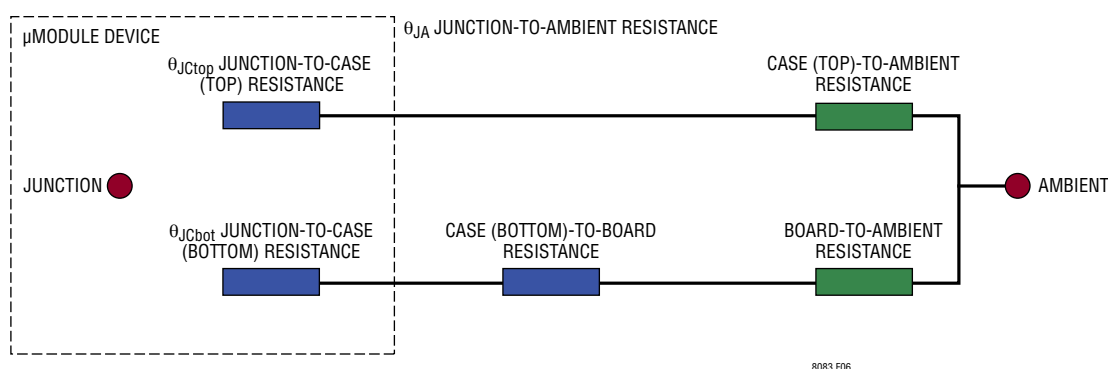 µMODULE DEVICE
θJA JUNCTION-TO-AMBIENT RESISTANCE
θJCtop JUNCTION-TO-CASE
(TOP) RESISTANCE
CASE (TOP)-TO-AMBIENT
RESISTANCE
JUNCTION
AMBIENT
θJCbot JUNCTION-TO-CASE
(BOTTOM) RESISTANCE
CASE (BOTTOM)-TO-BOARD
RESISTANCE
BOARD-TO-AMBIENT
RESISTANCE
8083 F06